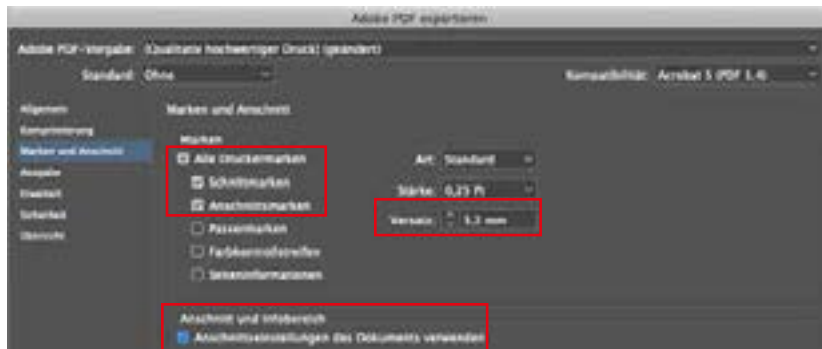 Adobe PDF exportieren
Adobe PDF-Vorgabe: [Qualitativ hochwertiger Druck] (geändert)
Standard: Ohne
Kompatibilität: Acrobat 5 (PDF 1.4)
Allgemein
Komprimierung
Marken und Anschnitt
Ausgabe
Erweitert
Sicherheit
Übersicht
Marken und Anschnitt
Marken
Alle Druckermarken
Schnittmarken
Anschnittsmarken
Passermarken
Farbkontrollstreifen
Seiteninformationen
Art: Standard
Stärke: 0,25 Pt
Versatz: mm
Anschnitt und Infobereich
Anschnittseinstellungen des Dokuments verwenden